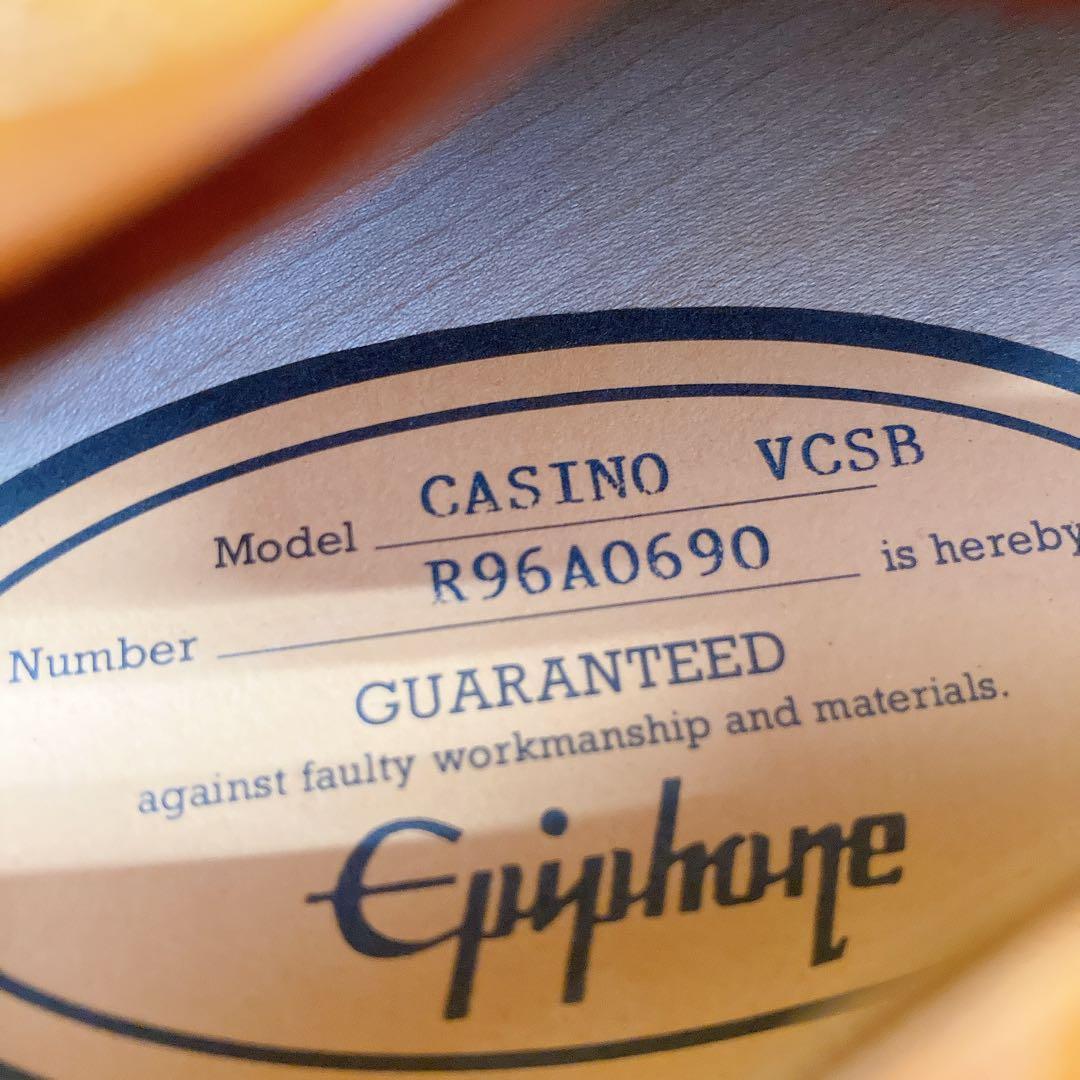 Model CASINO VCSB
Number R96A0690 is hereby
GUARANTEED
against faulty workmanship and materials.
Epiphone